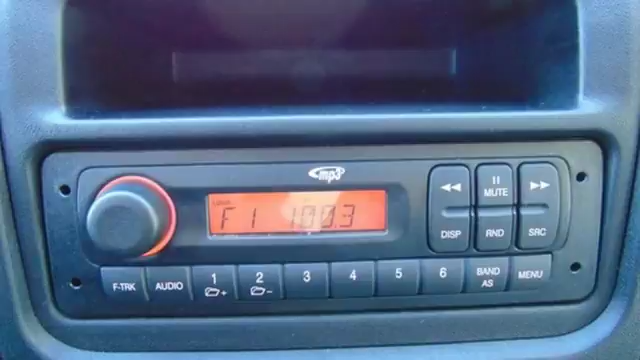 mp3
F1 100.3
◄◄
II
MUTE
►►
DISP
RND
SRC
F-TRK
AUDIO
1
+
2
−
3
4
5
6
BAND
AS
MENU